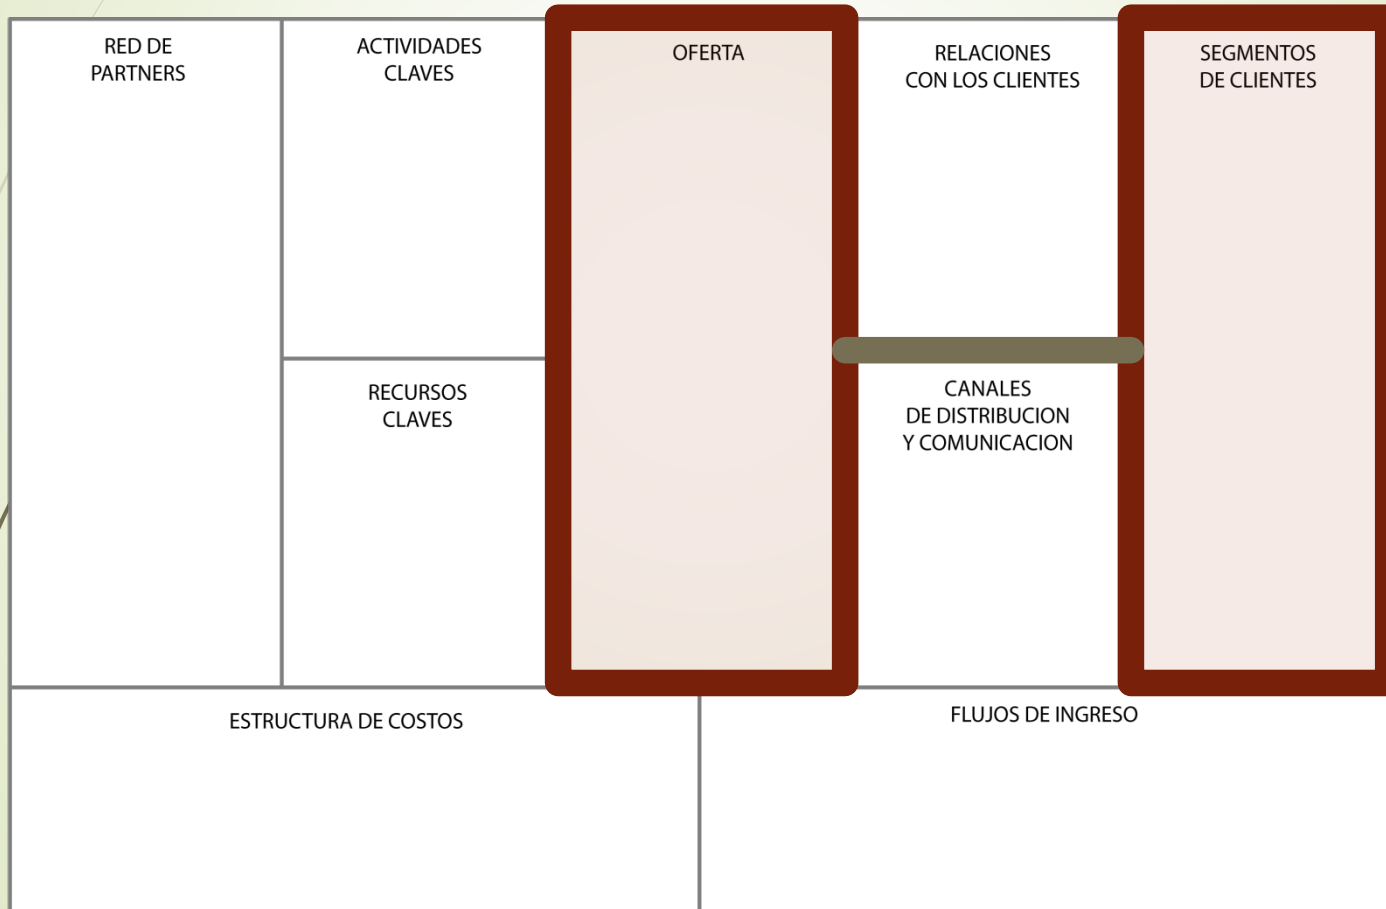 RED DE
PARTNERS
ACTIVIDADES
CLAVES
OFERTA
RELACIONES
CON LOS CLIENTES
SEGMENTOS
DE CLIENTES
RECURSOS
CLAVES
CANALES
DE DISTRIBUCION
Y COMUNICACION
ESTRUCTURA DE COSTOS
FLUJOS DE INGRESO